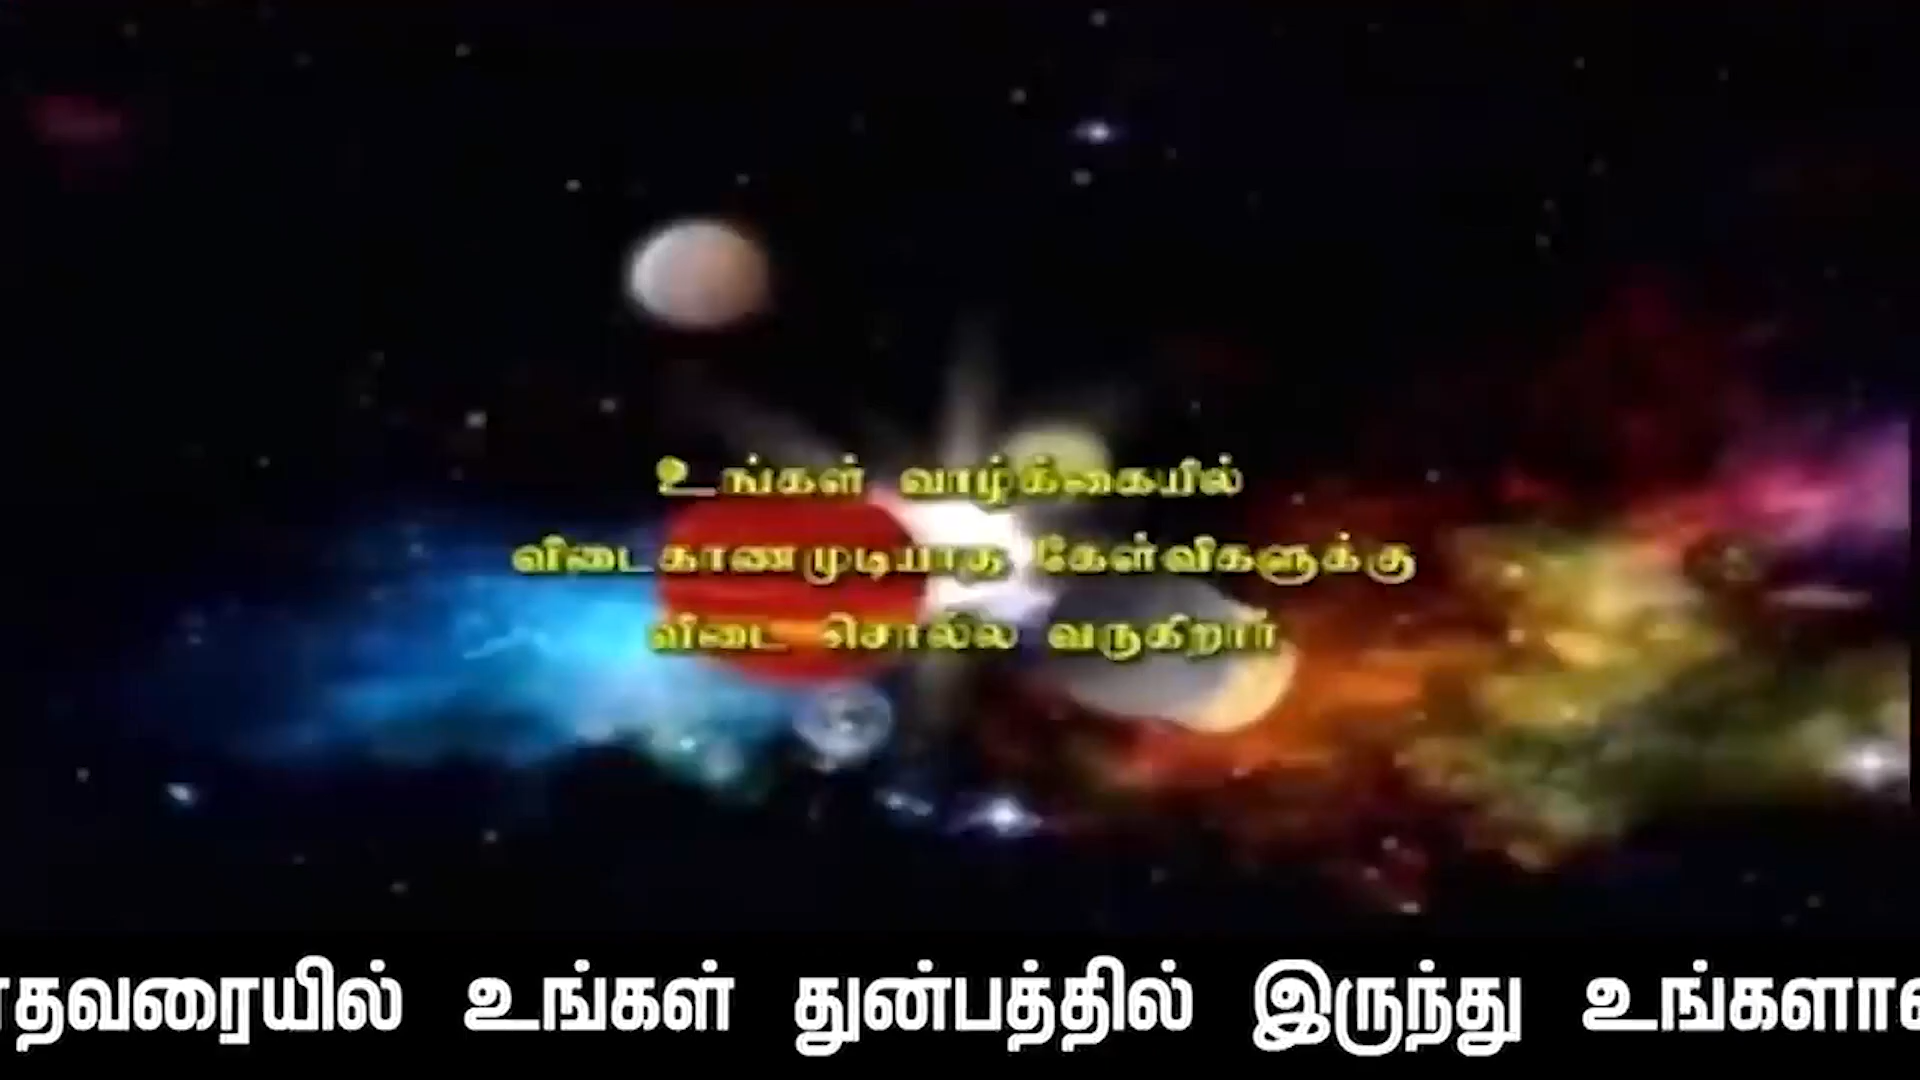 உங்கள் வாழ்க்கையில்
விடைகாணமுடியாத கேள்விகளுக்கு
விடை சொல்ல வருகிறார்
தவரையில் உங்கள் துன்பத்தில் இருந்து உங்களால்